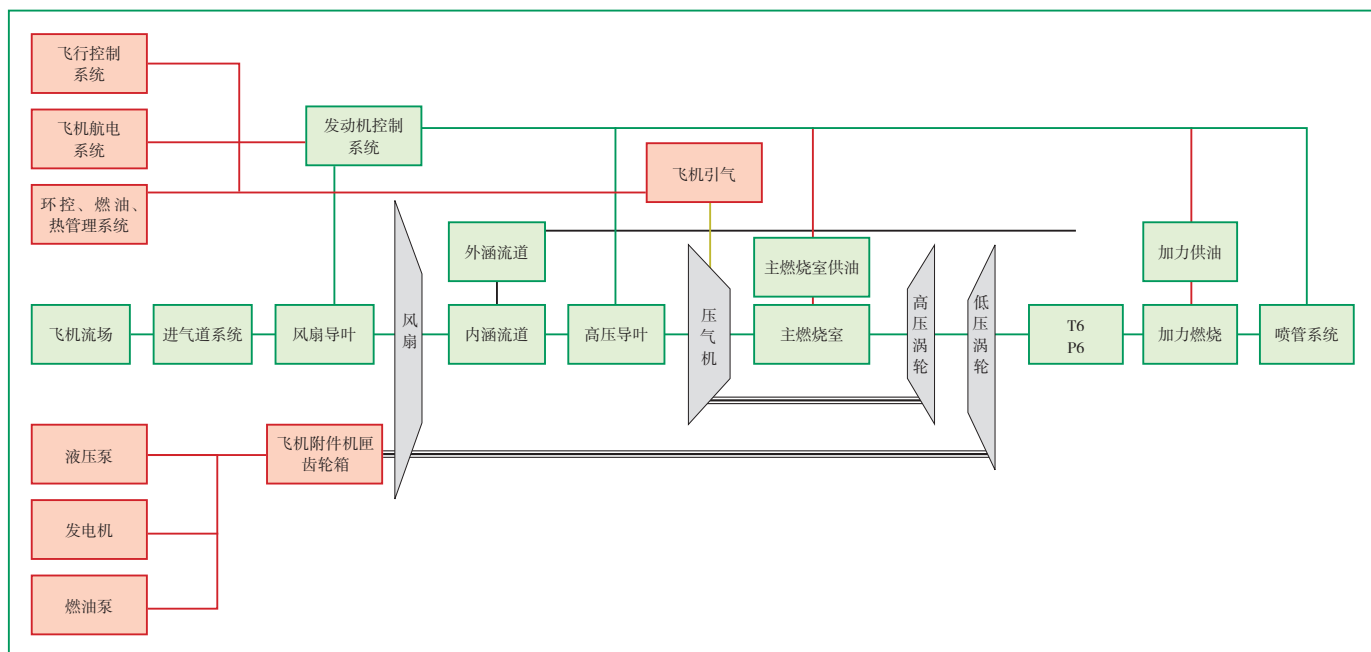 飞行控制
系统
飞机航电
系统
发动机控制
系统
飞机引气
环控、燃油、
热管理系统
外涵流道
主燃烧室供油
加力供油
飞机流场
进气道系统
风扇导叶
风扇
内涵流道
高压导叶
压气机
主燃烧室
高压涡轮
低压涡轮
T6
P6
加力燃烧
喷管系统
液压泵
飞机附件机匣
齿轮箱
发电机
燃油泵